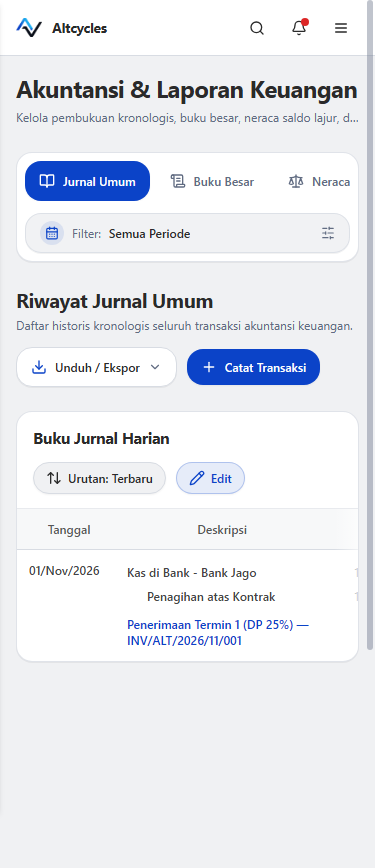 Altcycles
Akuntansi & Laporan Keuangan
Kelola pembukuan kronologis, buku besar, neraca saldo lajur, d...
Jurnal Umum
Buku Besar
Neraca
Filter: Semua Periode
Riwayat Jurnal Umum
Daftar historis kronologis seluruh transaksi akuntansi keuangan.
Unduh / Ekspor
Catat Transaksi
Buku Jurnal Harian
Urutan: Terbaru
Edit
Tanggal Deskripsi
01/Nov/2026 Kas di Bank - Bank Jago
Penagihan atas Kontrak
Penerimaan Termin 1 (DP 25%) —
INV/ALT/2026/11/001